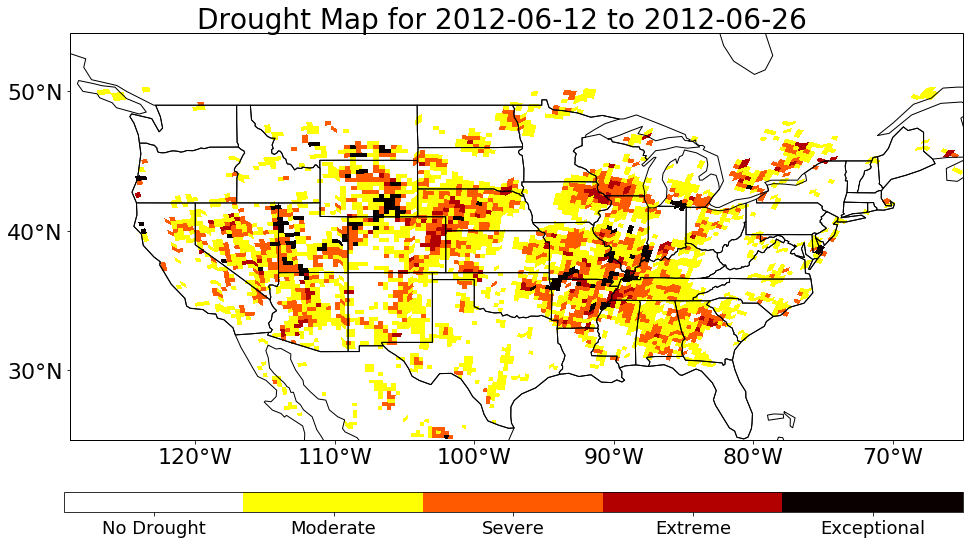 Drought Map for 2012-06-12 to 2012-06-26
50°N
40°N
30°N
120°W 110°W 100°W 90°W 80°W 70°W
No Drought Moderate Severe Extreme Exceptional